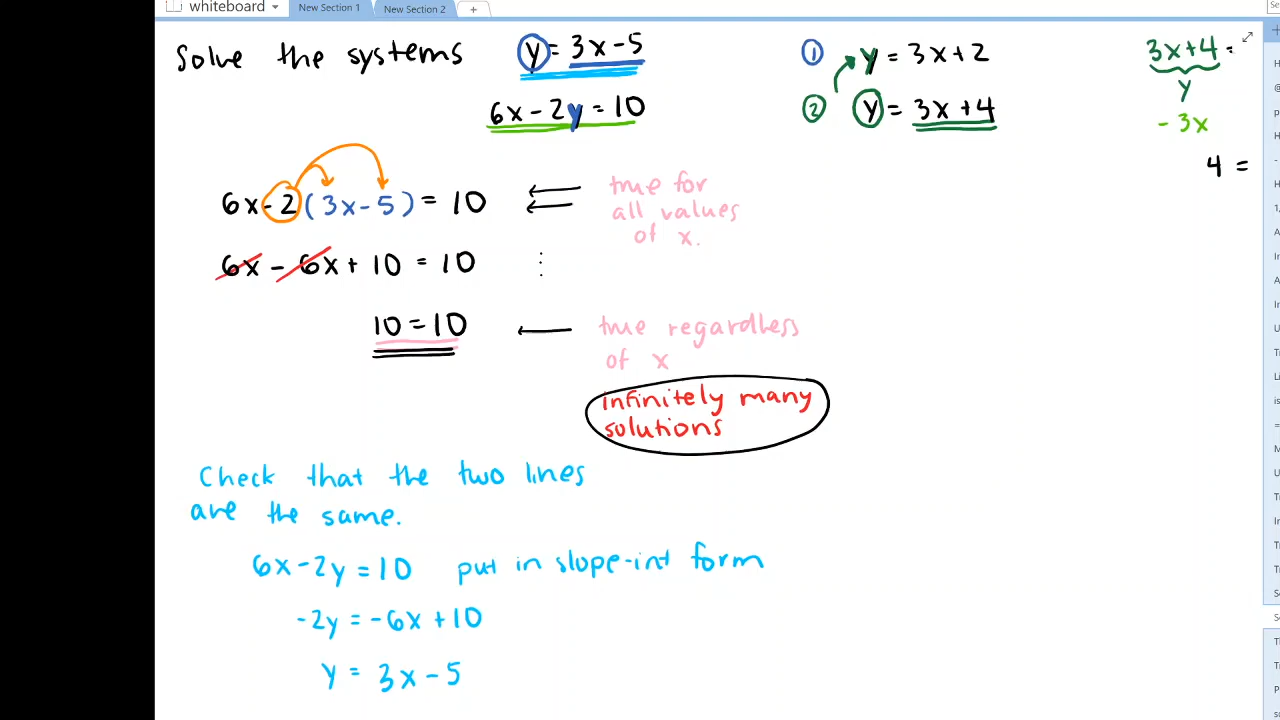 whiteboard
New Section 1
New Section 2
+
Solve the systems
y = 3x - 5
6x - 2y = 10
6x - 2(3x - 5) = 10
true for
all values
of x.
6x - 6x + 10 = 10
10 = 10
true regardless
of x
infinitely many
solutions
Check that the two lines
are the same.
6x - 2y = 10 put in slope-int form
-2y = -6x + 10
y = 3x - 5
① y = 3x + 2
② y = 3x + 4
3x + 4 =
y
- 3x
4 =